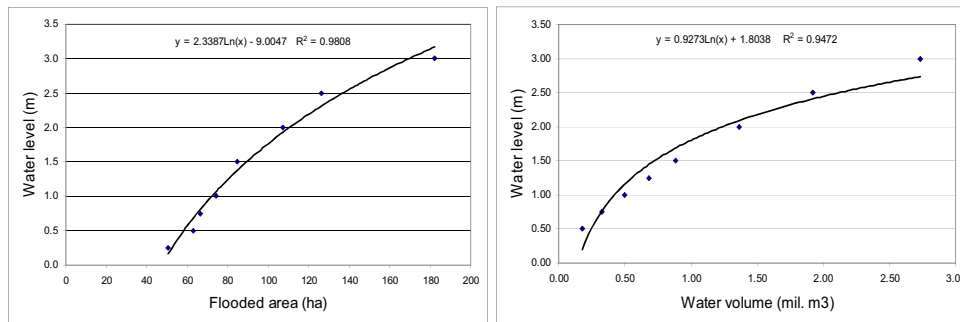 y = 2.3387Ln(x) - 9.0047 R² = 0.9808
3.5
3.0
2.5
2.0
1.5
1.0
0.5
0.0
Water level (m)
0 20 40 60 80 100 120 140 160 180 200
Flooded area (ha)
y = 0.9273Ln(x) + 1.8038 R² = 0.9472
3.50
3.00
2.50
2.00
1.50
1.00
0.50
0.00
Water level (m)
0.00 0.50 1.00 1.50 2.00 2.50 3.0
Water volume (mil. m3)